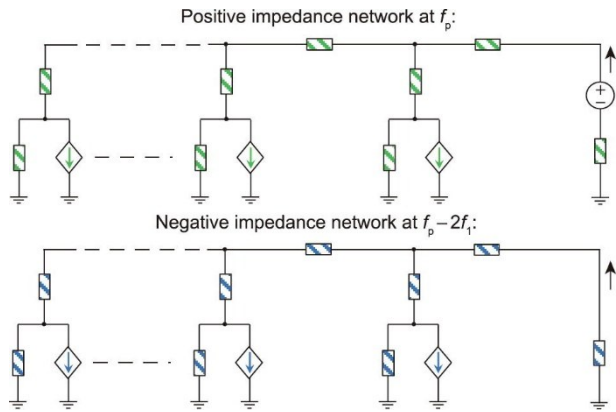 Positive impedance network at fp:
+
−
Negative impedance network at fp−2f1: